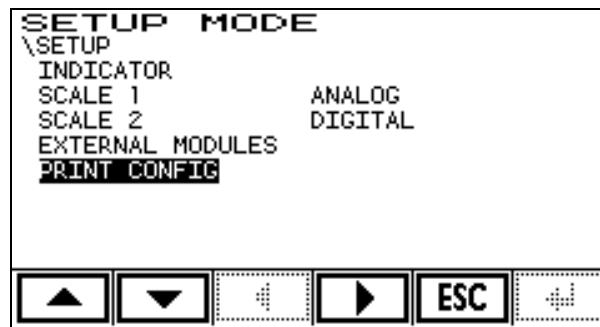 SETUP MODE
\SETUP
INDICATOR
SCALE 1 ANALOG
SCALE 2 DIGITAL
EXTERNAL MODULES
PRINT CONFIG
ESC